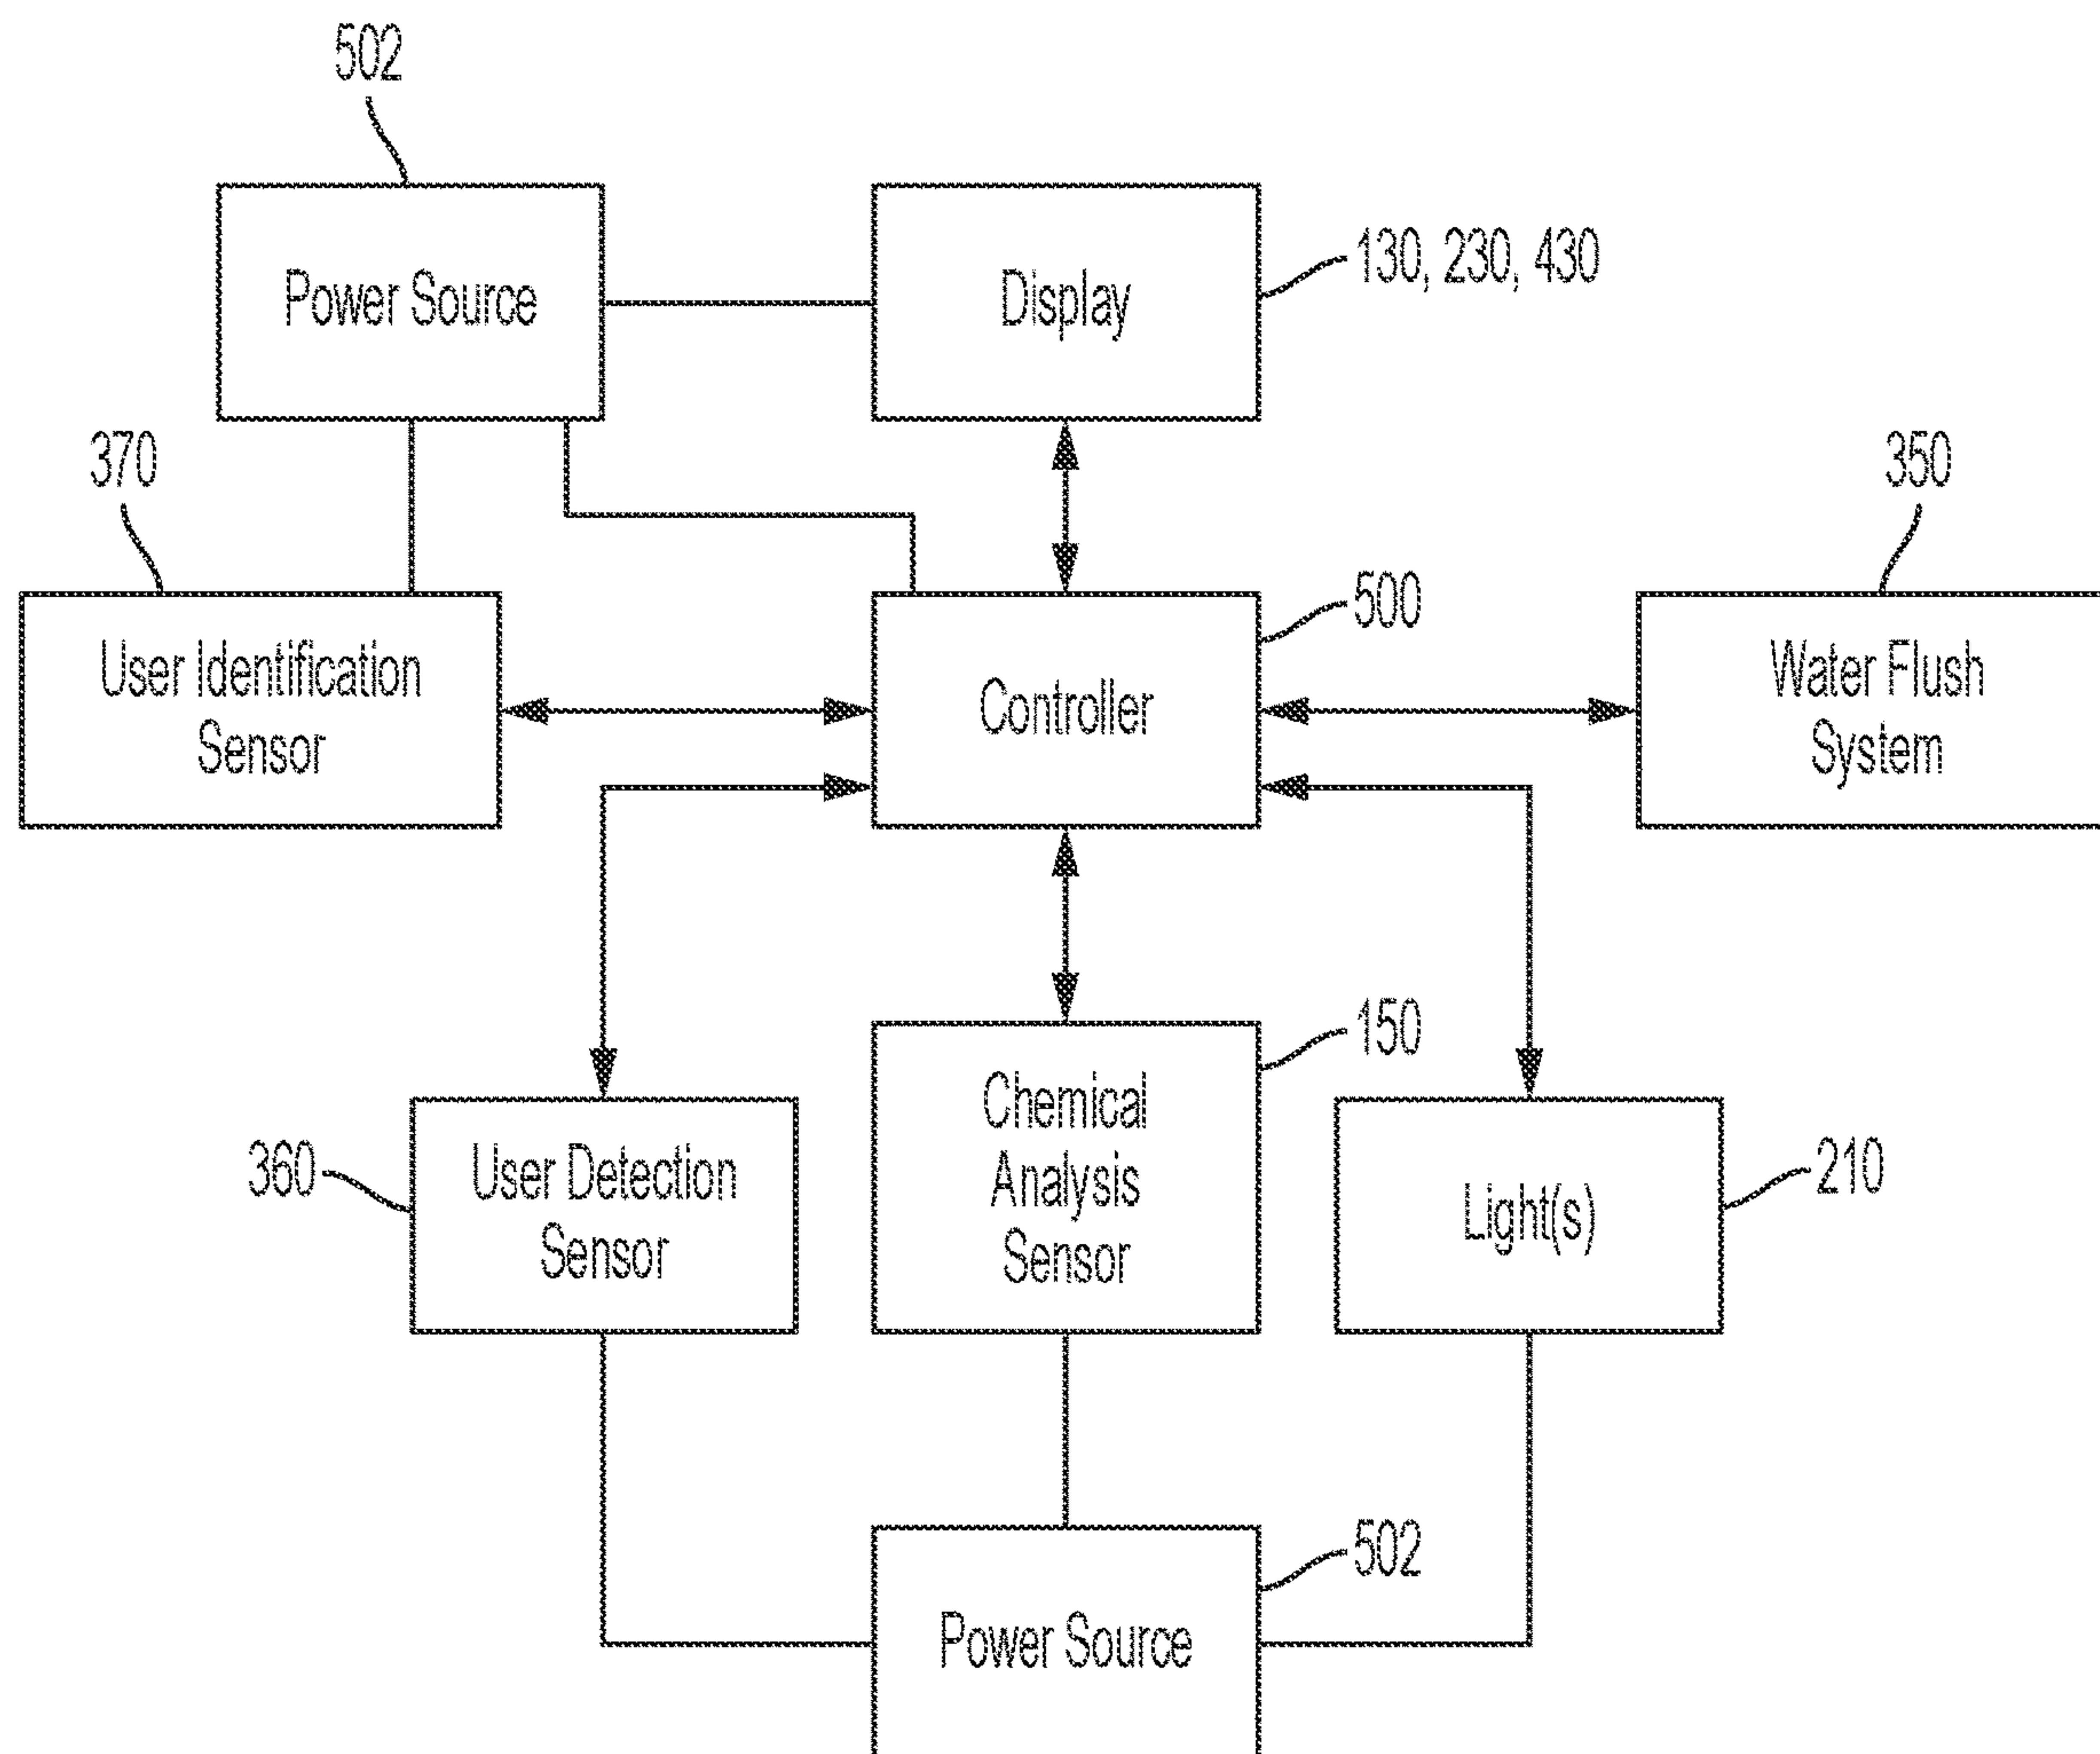 502
Power Source
Display
130, 230, 430
370
350
500
User Identification
Sensor
Controller
Water Flush
System
150
360
User Detection
Sensor
Chemical
Analysis
Sensor
Light(s)
210
502
Power Source